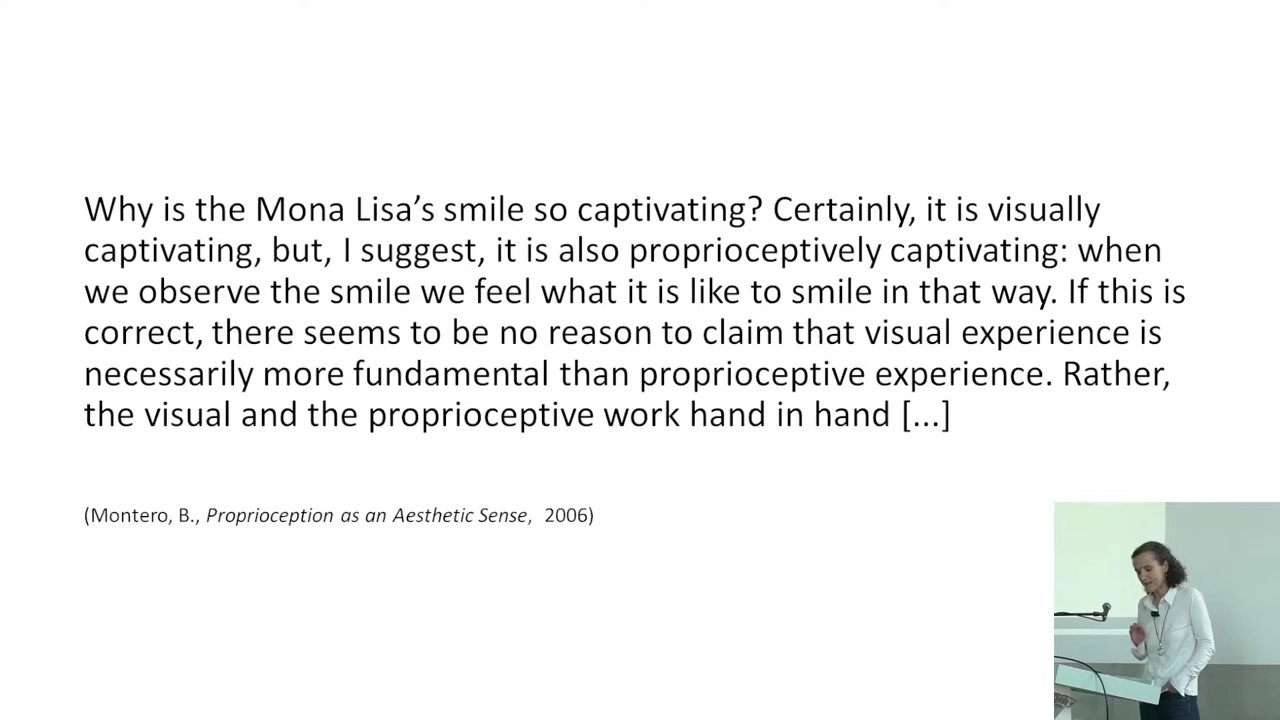 Why is the Mona Lisa’s smile so captivating? Certainly, it is visually
captivating, but, I suggest, it is also proprioceptively captivating: when
we observe the smile we feel what it is like to smile in that way. If this is
correct, there seems to be no reason to claim that visual experience is
necessarily more fundamental than proprioceptive experience. Rather,
the visual and the proprioceptive work hand in hand [...]
(Montero, B., Proprioception as an Aesthetic Sense, 2006)